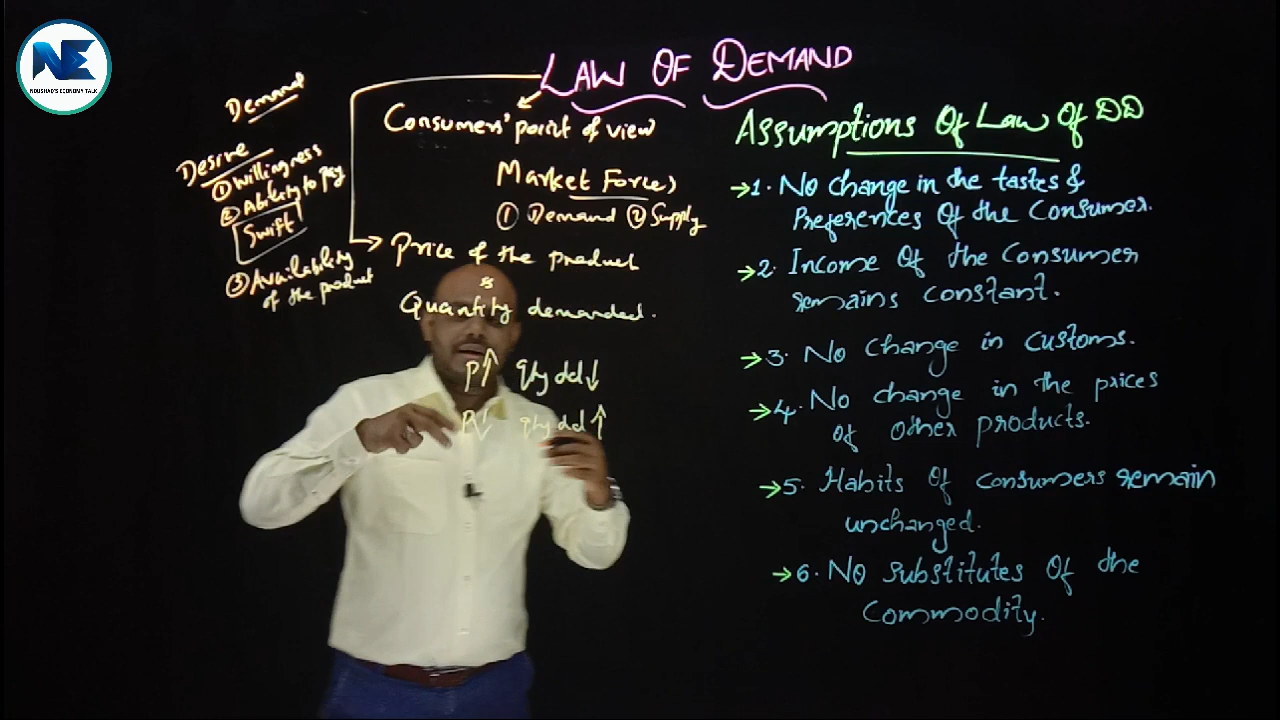 NE
NOUSHAD'S ECONOMY TALK
LAW OF DEMAND
Demand
Desire
① Willingness
② Ability to pay
Swift
③ Availability
of the product
Consumers' point of view
Market Forces
① Demand ② Supply
Price of the product
&
Quantity demanded.
P↑ qty dd ↓
P↓ qty dd ↑
Assumptions Of Law Of DD
→1. No change in the tastes &
Preferences Of the Consumer.
→2. Income Of the Consumer
remains constant.
→3. No change in customs.
→4. No change in the prices
of other products.
→5. Habits Of consumers remain
unchanged.
→6. No substitutes Of the
Commodity.